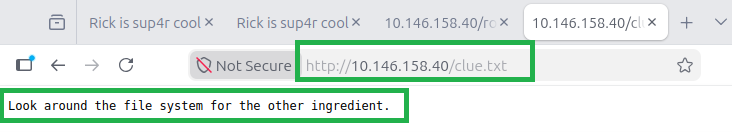 Rick is sup4r cool
Rick is sup4r cool
10.146.158.40/ro
10.146.158.40/clu
Not Secure
http://10.146.158.40/clue.txt
Look around the file system for the other ingredient.